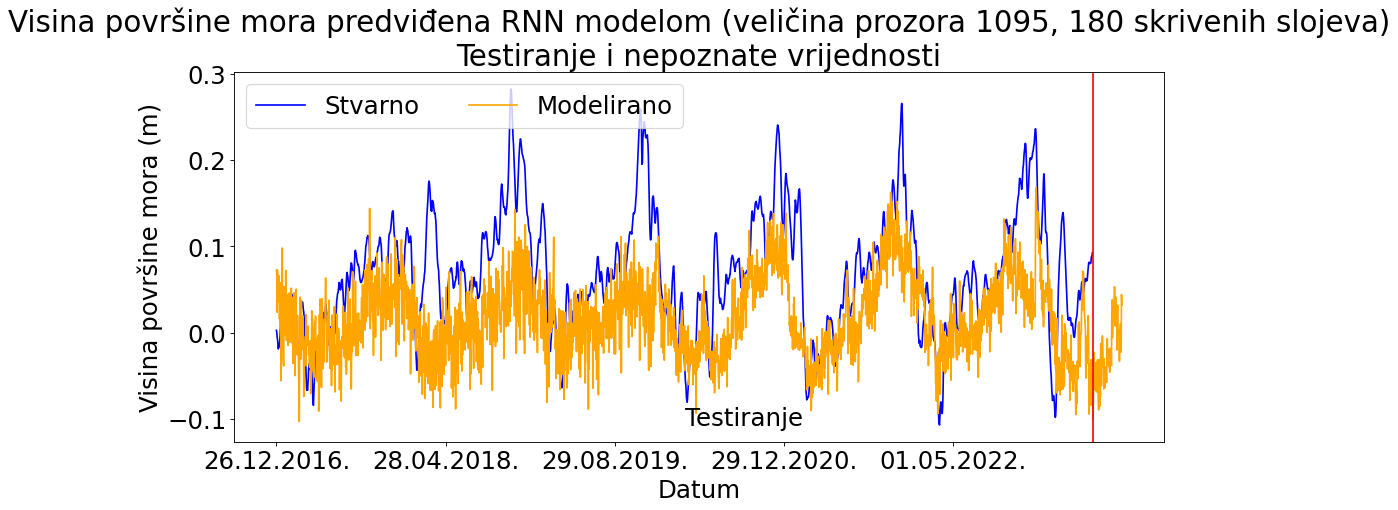 Visina površine mora predviđena RNN modelom (veličina prozora 1095, 180 skrivenih slojeva)
Testiranje i nepoznate vrijednosti
Stvarno Modelirano
Visina površine mora (m)
0.3
0.2
0.1
0.0
−0.1
Testiranje
26.12.2016. 28.04.2018. 29.08.2019. 29.12.2020. 01.05.2022.
Datum